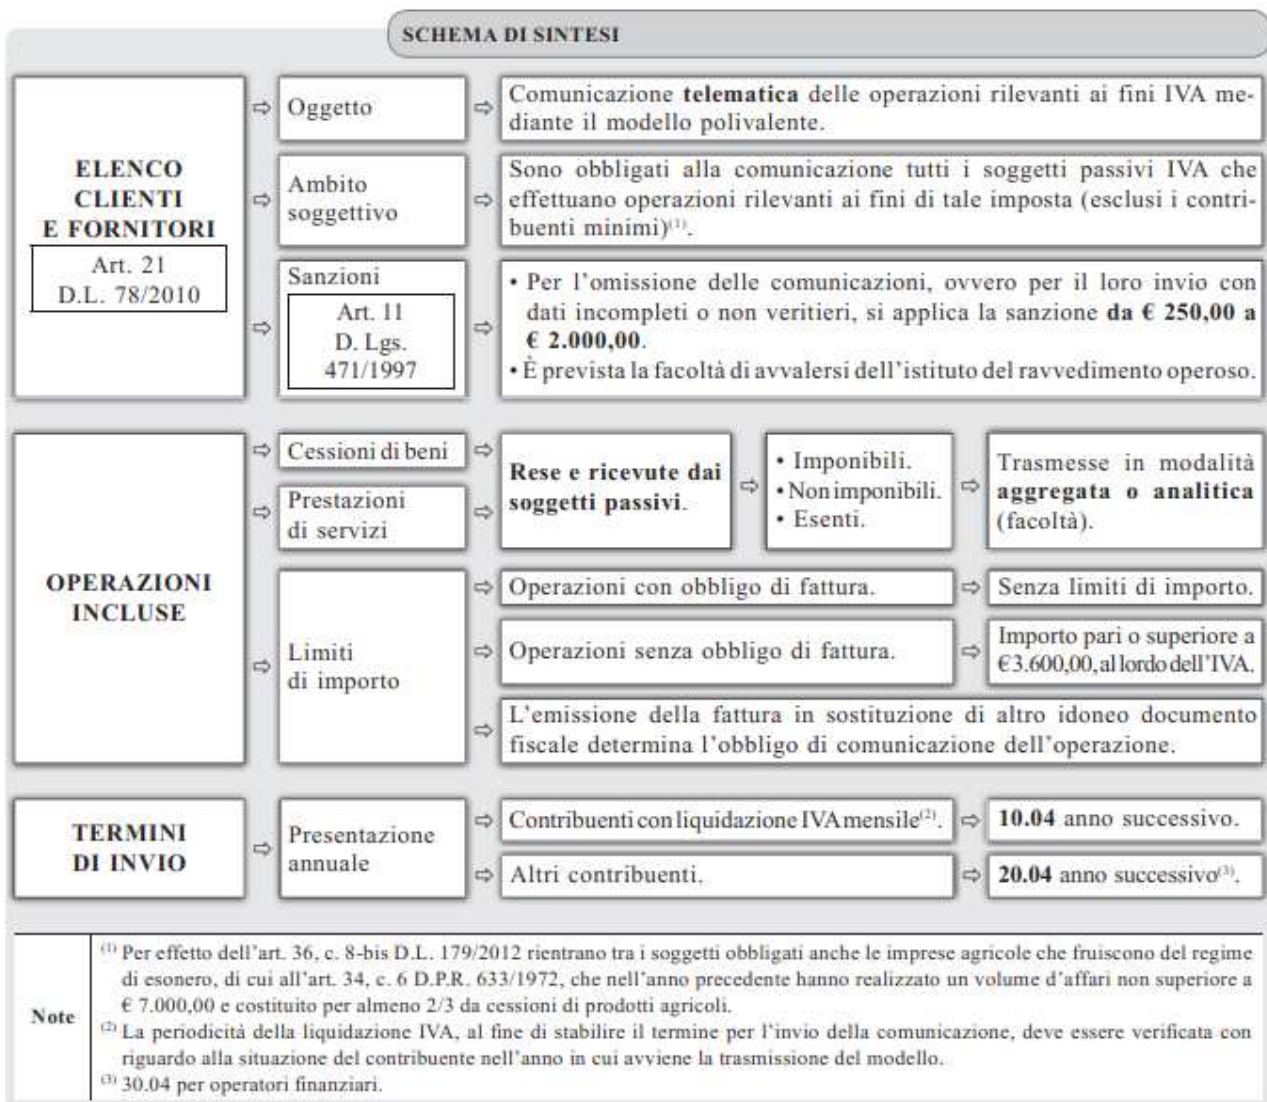 SCHEMA DI SINTESI
ELENCO
CLIENTI
E FORNITORI
Art. 21
D.L. 78/2010
⇨
Oggetto
⇨
Comunicazione telematica delle operazioni rilevanti ai fini IVA me-
diante il modello polivalente.
⇨
Ambito
soggettivo
⇨
Sono obbligati alla comunicazione tutti i soggetti passivi IVA che
effettuano operazioni rilevanti ai fini di tale imposta (esclusi i contri-
buenti minimi)(1).
⇨
Sanzioni
Art. 11
D. Lgs.
471/1997
⇨
• Per l'omissione delle comunicazioni, ovvero per il loro invio con
dati incompleti o non veritieri, si applica la sanzione da € 250,00 a
€ 2.000,00.
• È prevista la facoltà di avvalersi dell'istituto del ravvedimento operoso.
OPERAZIONI
INCLUSE
⇨
Cessioni di beni
⇨
⇨
Prestazioni
di servizi
⇨
Rese e ricevute dai
soggetti passivi.
⇨
• Imponibili.
• Non imponibili.
• Esenti.
⇨
Trasmesse in modalità
aggregata o analitica
(facoltà).
⇨
Limiti
di importo
⇨
Operazioni con obbligo di fattura.
⇨
Senza limiti di importo.
⇨
Operazioni senza obbligo di fattura.
⇨
Importo pari o superiore a
€ 3.600,00, al lordo dell'IVA.
⇨
L'emissione della fattura in sostituzione di altro idoneo documento
fiscale determina l'obbligo di comunicazione dell'operazione.
TERMINI
DI INVIO
⇨
Presentazione
annuale
⇨
Contribuenti con liquidazione IVA mensile(2).
⇨
10.04 anno successivo.
⇨
Altri contribuenti.
⇨
20.04 anno successivo(3).
Note
(1) Per effetto dell'art. 36, c. 8-bis D.L. 179/2012 rientrano tra i soggetti obbligati anche le imprese agricole che fruiscono del regime
di esonero, di cui all'art. 34, c. 6 D.P.R. 633/1972, che nell'anno precedente hanno realizzato un volume d'affari non superiore a
€ 7.000,00 e costituito per almeno 2/3 da cessioni di prodotti agricoli.
(2) La periodicità della liquidazione IVA, al fine di stabilire il termine per l'invio della comunicazione, deve essere verificata con
riguardo alla situazione del contribuente nell'anno in cui avviene la trasmissione del modello.
(3) 30.04 per operatori finanziari.